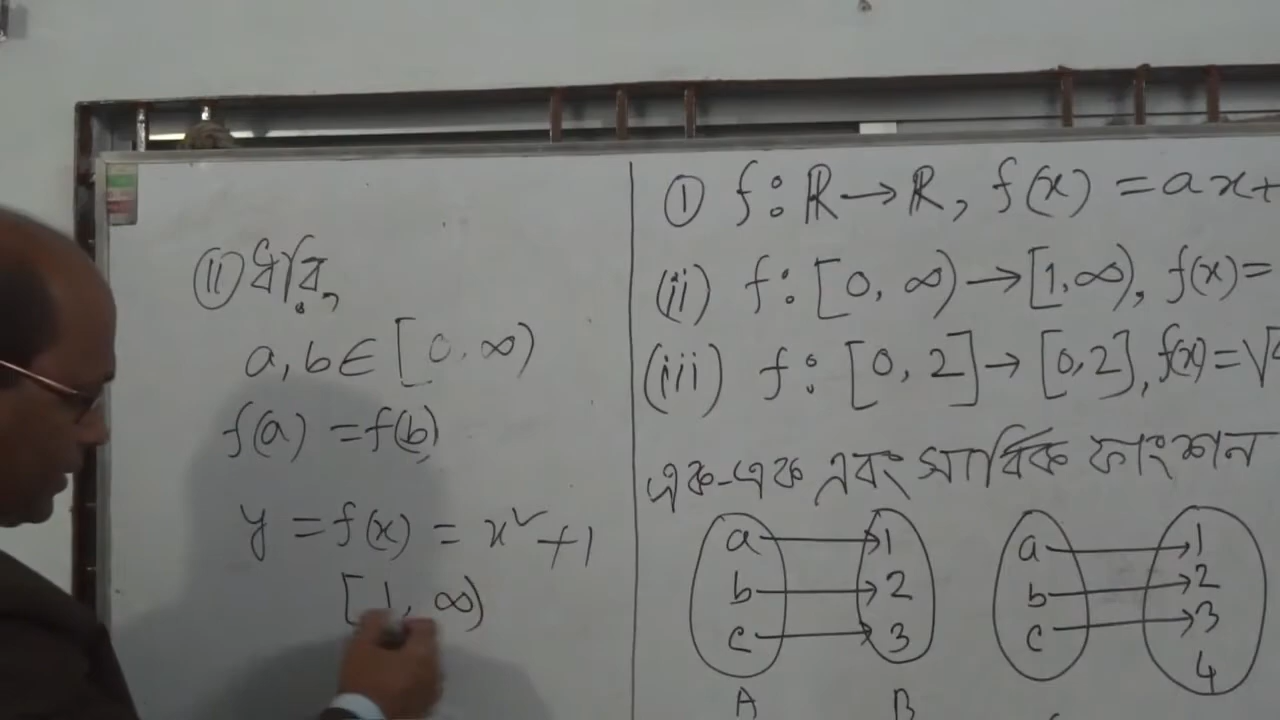 (ii) ধরি,
a, b ∈ [0, ∞)
f(a) = f(b)
y = f(x) = x² + 1
[1, ∞)
① f: ℝ → ℝ, f(x) = ax+
(ii) f: [0, ∞) → [1, ∞), f(x) =
(iii) f: [0, 2] → [0, 2], f(x) = √
এক-এক এবং সার্বিক ফাংশন
a → 1
b → 2
c → 3
A B
a → 1
b → 2
c → 3
4